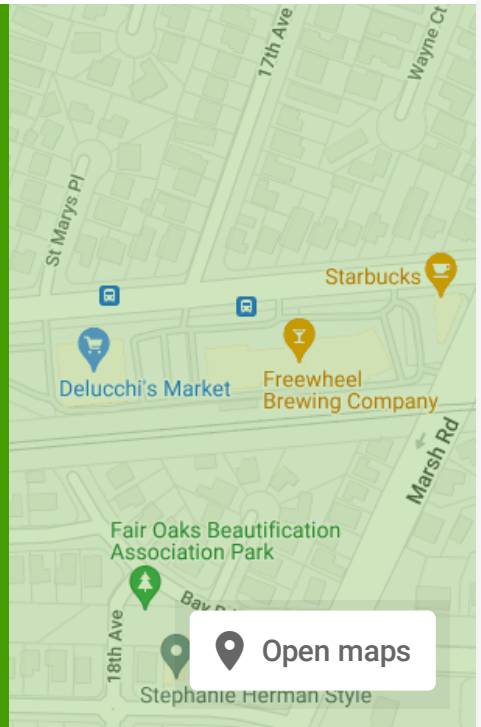 17th Ave
Wayne Ct
St Marys Pl
Starbucks
Delucchi's Market
Freewheel
Brewing Company
Marsh Rd
Fair Oaks Beautification
Association Park
Bay
18th Ave
Open maps
Stephanie Herman Style